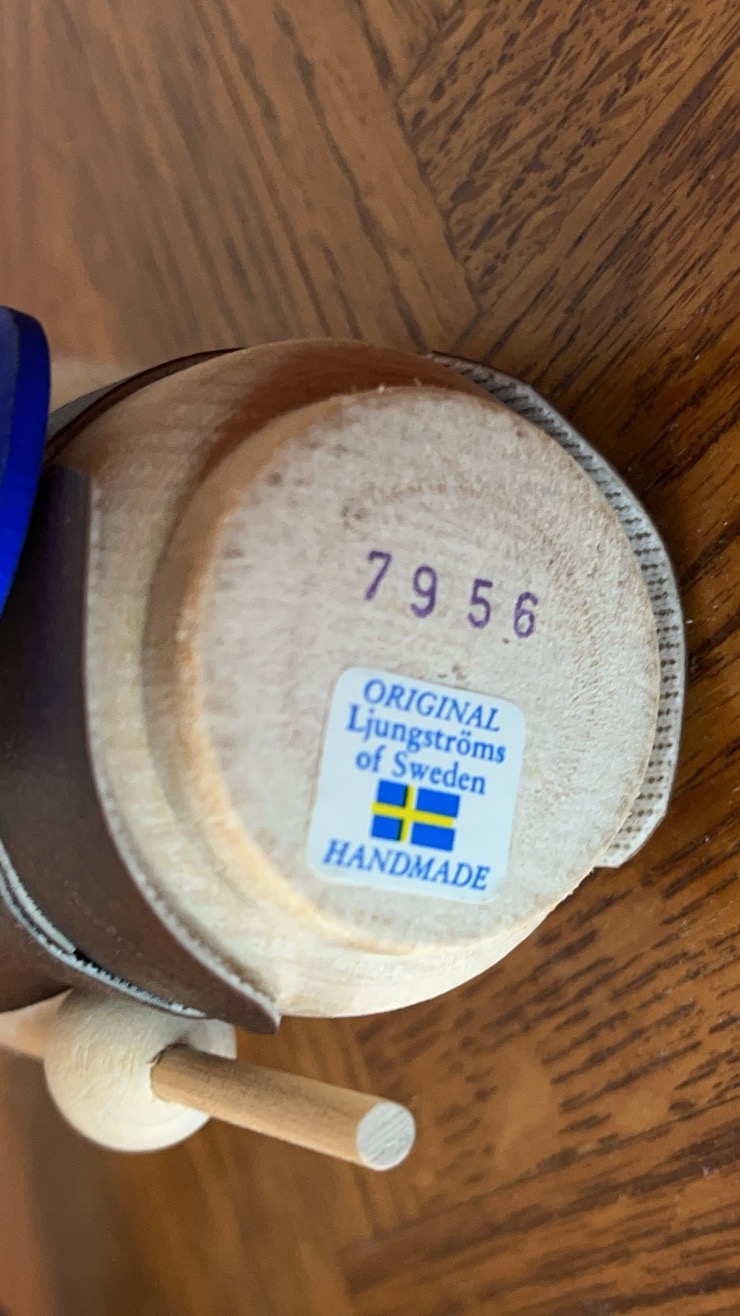 7956
ORIGINAL
Ljungströms
of Sweden
HANDMADE